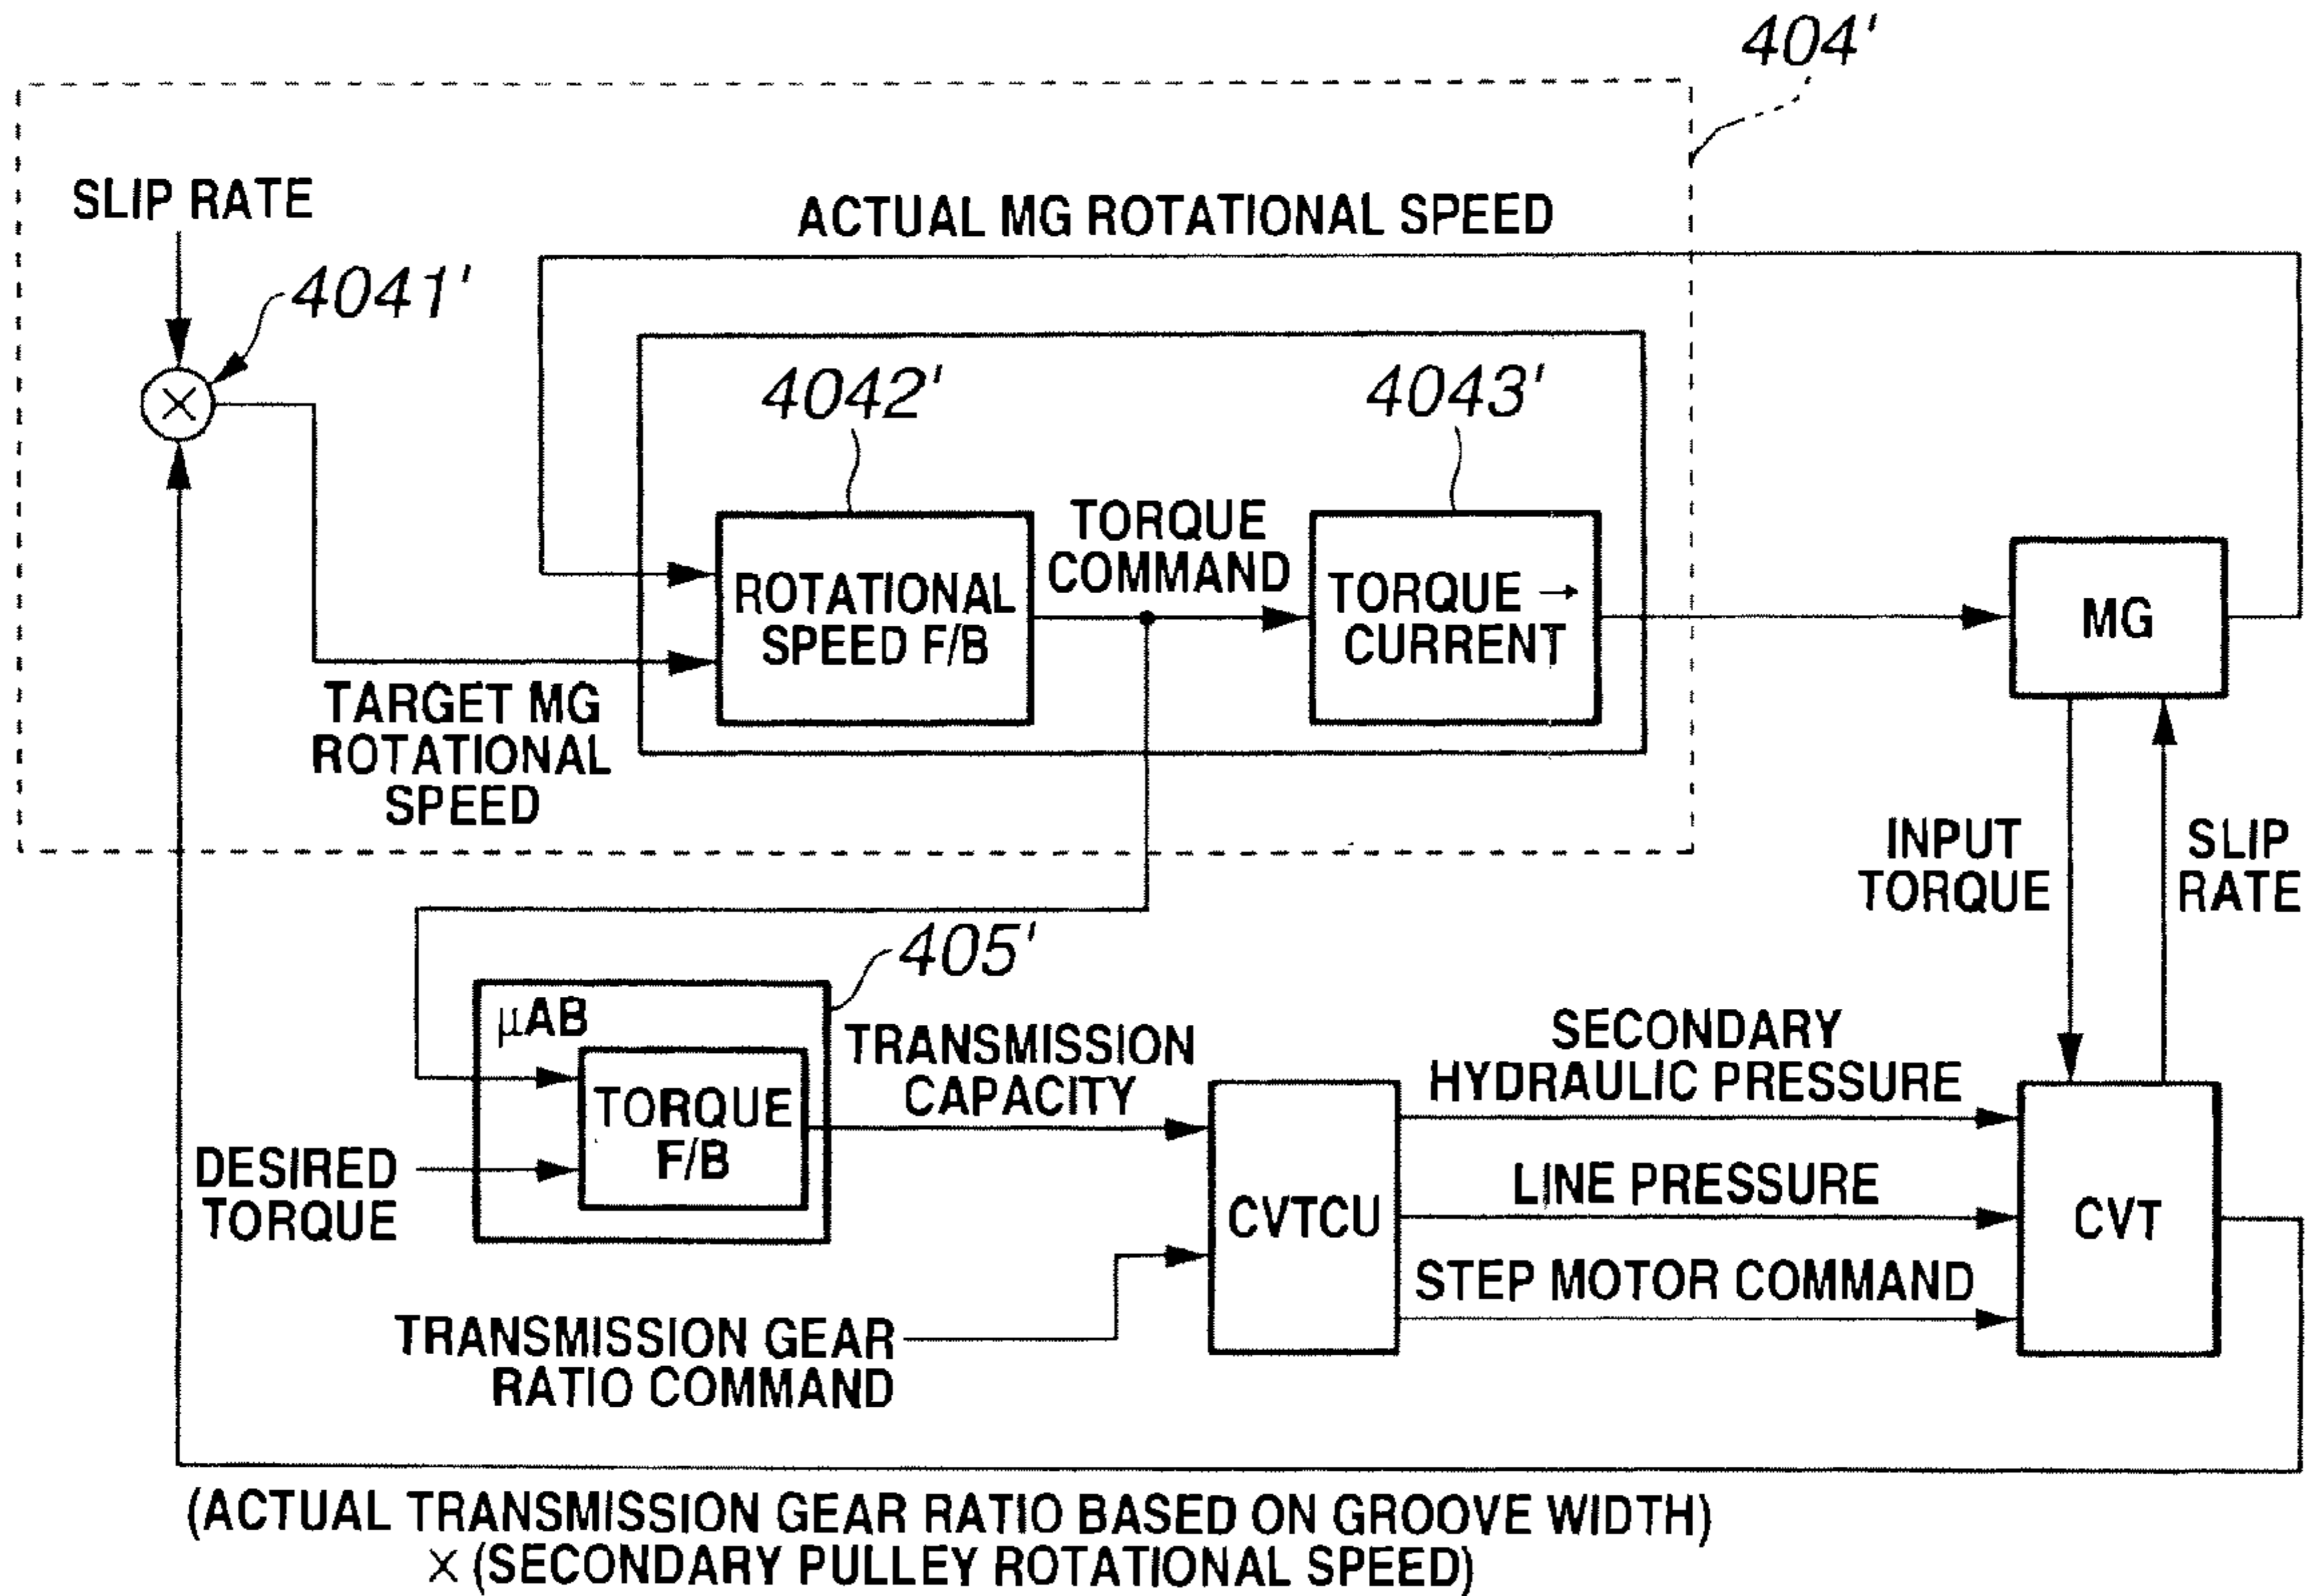 404'
SLIP RATE
ACTUAL MG ROTATIONAL SPEED
4041'
4042'
4043'
TORQUE
COMMAND
ROTATIONAL
SPEED F/B
TORQUE →
CURRENT
MG
TARGET MG
ROTATIONAL
SPEED
INPUT
TORQUE
SLIP
RATE
405'
μAB
TORQUE
F/B
TRANSMISSION
CAPACITY
DESIRED
TORQUE
SECONDARY
HYDRAULIC PRESSURE
CVTCU
LINE PRESSURE
CVT
STEP MOTOR COMMAND
TRANSMISSION GEAR
RATIO COMMAND
(ACTUAL TRANSMISSION GEAR RATIO BASED ON GROOVE WIDTH)
× (SECONDARY PULLEY ROTATIONAL SPEED)